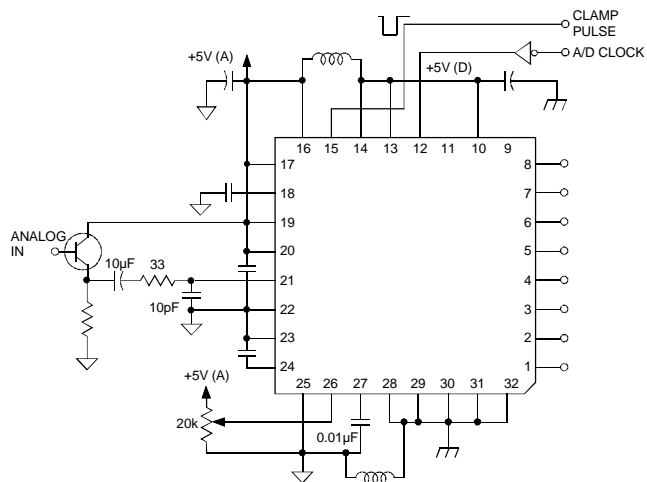 CLAMP
PULSE
+5V (A)
+5V (D)
A/D CLOCK
16 15 14 13 12 11 10 9
17
18
19
20
21
22
23
24
8
7
6
5
4
3
2
1
ANALOG
IN
10µF
33
10pF
+5V (A)
25 26 27 28 29 30 31 32
20k
0.01µF